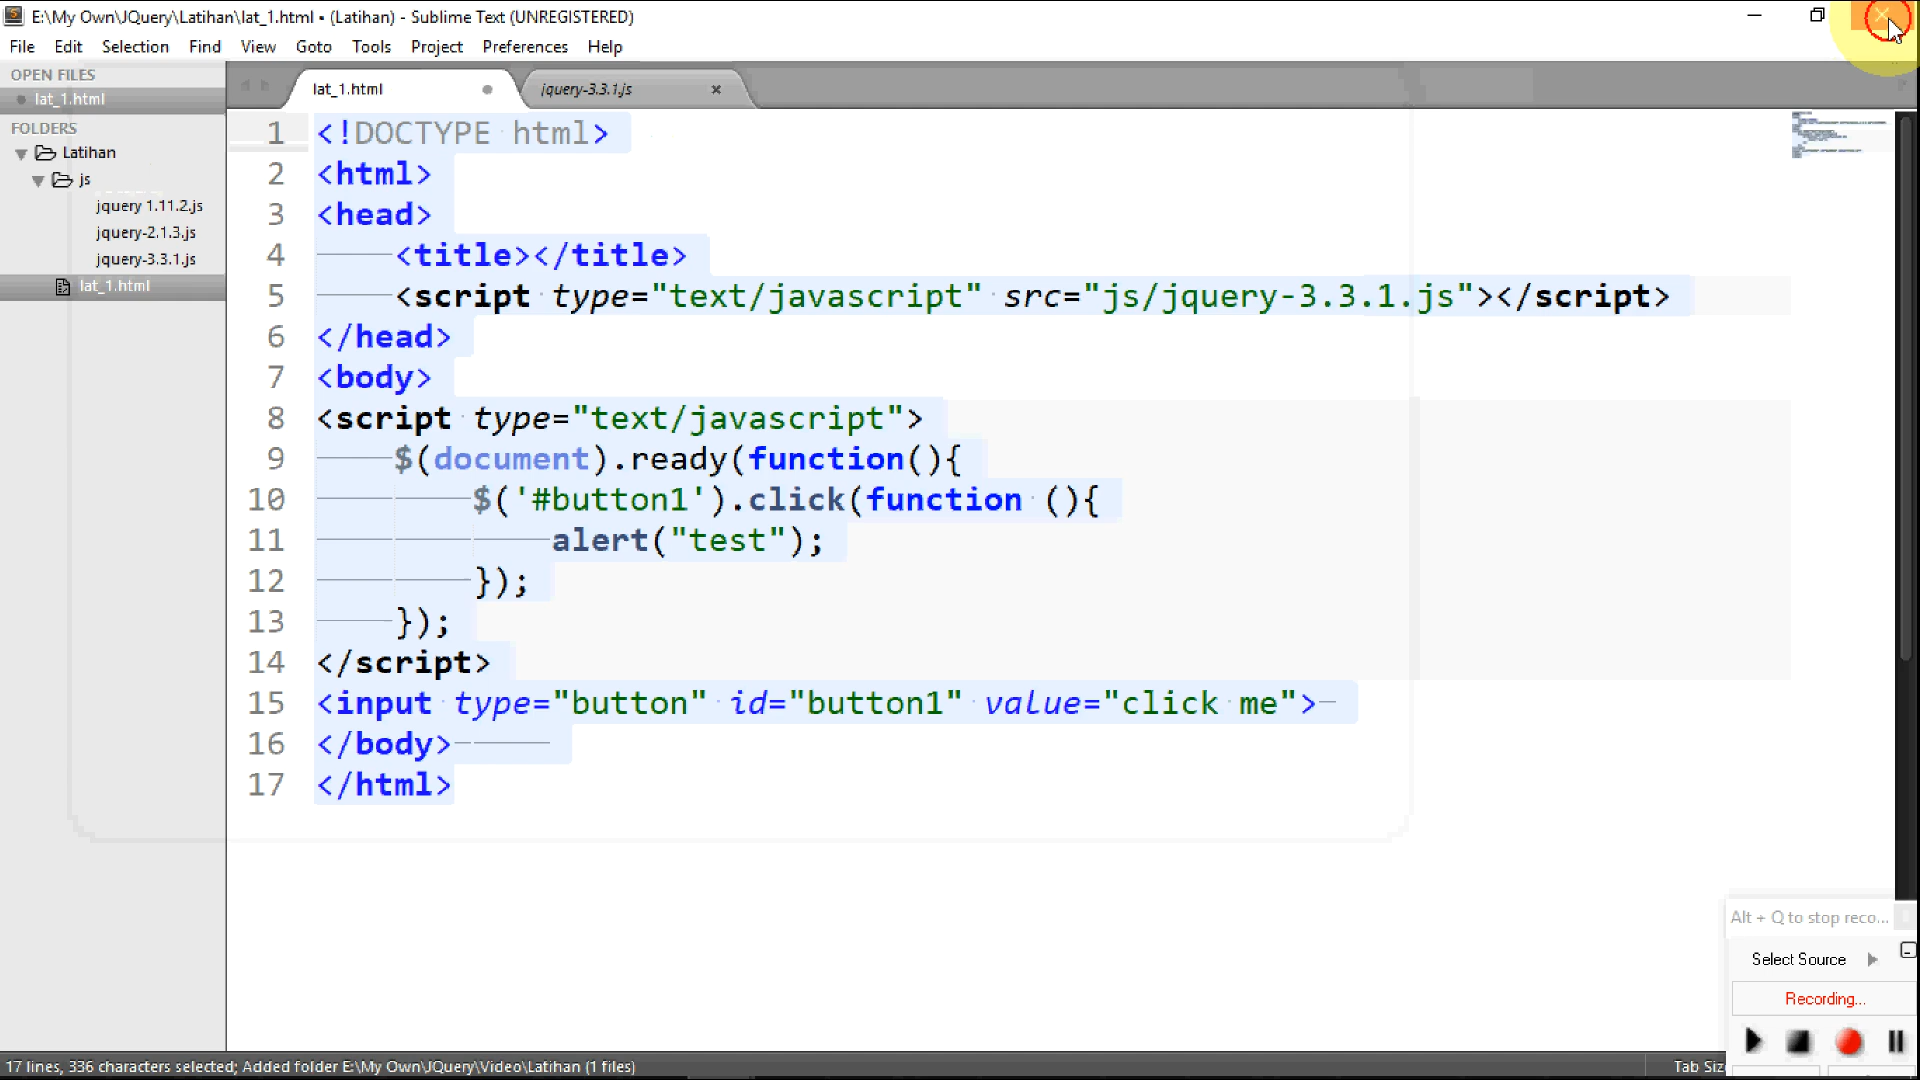 E:\My Own\JQuery\Latihan\lat_1.html • (Latihan) - Sublime Text (UNREGISTERED)
File Edit Selection Find View Goto Tools Project Preferences Help
OPEN FILES
lat_1.html
FOLDERS
Latihan
js
jquery 1.11.2.js
jquery-2.1.3.js
jquery-3.3.1.js
lat_1.html
lat_1.html jquery-3.3.1.js
1 <!DOCTYPE html>
2 <html>
3 <head>
4 <title></title>
5 <script type="text/javascript" src="js/jquery-3.3.1.js"></script>
6 </head>
7 <body>
8 <script type="text/javascript">
9 $(document).ready(function(){
10 $('#button1').click(function (){
11 alert("test");
12 });
13 });
14 </script>
15 <input type="button" id="button1" value="click me">
16 </body>
17 </html>
Alt + Q to stop reco...
Select Source
Recording...
17 lines, 336 characters selected; Added folder E:\My Own\JQuery\Video\Latihan (1 files)
Tab Siz